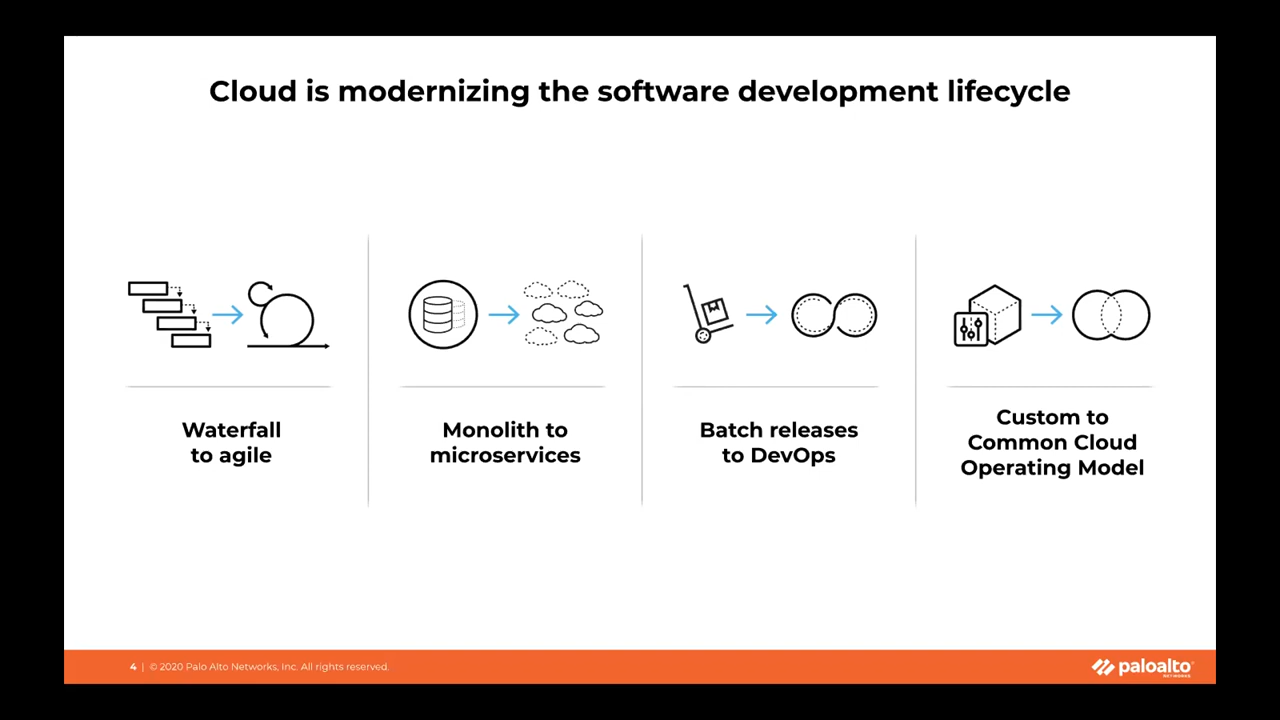 Cloud is modernizing the software development lifecycle
Waterfall
to agile
Monolith to
microservices
Batch releases
to DevOps
Custom to
Common Cloud
Operating Model
4 | © 2020 Palo Alto Networks, Inc. All rights reserved.
paloalto
NETWORKS